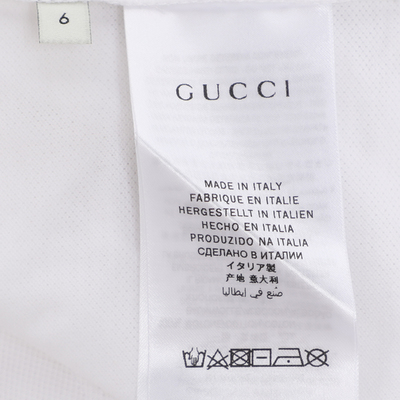 6
GUCCI
MADE IN ITALY
FABRIQUE EN ITALIE
HERGESTELLT IN ITALIEN
HECHO EN ITALIA
PRODUZIDO NA ITALIA
СДЕЛАНО В ИТАЛИИ
イタリア製
产地 意大利
صنع في إيطاليا